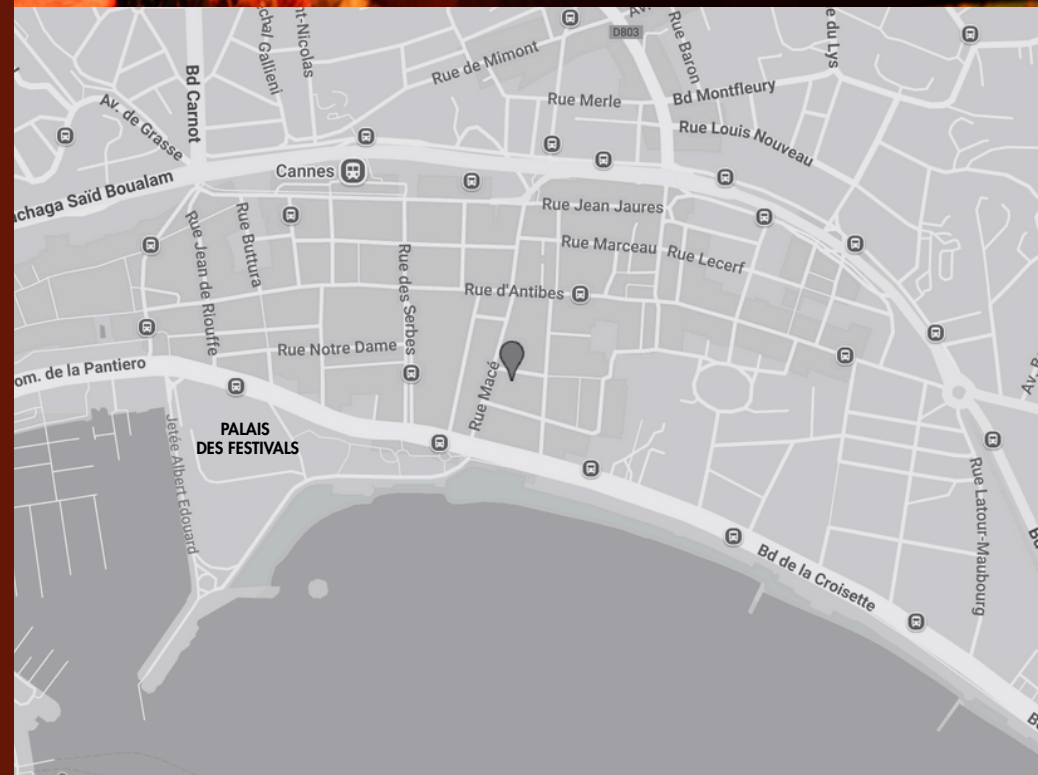 D803
Rue Baron
e du Lys
chal Gallieni
nt-Nicolas
Rue de Mimont
Bd Carnot
Av. de Grasse
Rue Merle
Bd Montfleury
Rue Louis Nouveau
Cannes
achaga Saïd Boualam
Rue Jean Jaures
Rue Jean de Riouffe
Rue Buttura
Rue des Serbes
Rue Marceau
Rue Lecerf
Rue d'Antibes
Rue Notre Dame
Rue Macé
om. de la Pantiero
PALAIS
DES FESTIVALS
Jetée Albert Edouard
Rue Latour-Maubourg
Bd de la Croisette